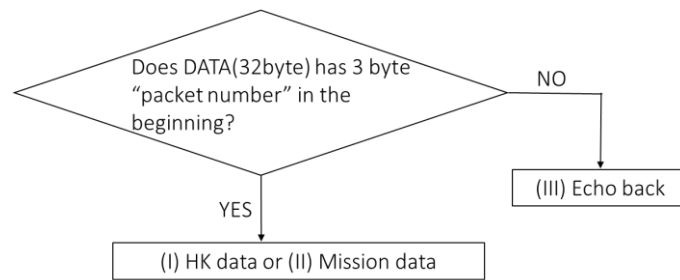 Does DATA(32byte) has 3 byte
“packet number” in the
beginning?
NO
(III) Echo back
YES
(I) HK data or (II) Mission data